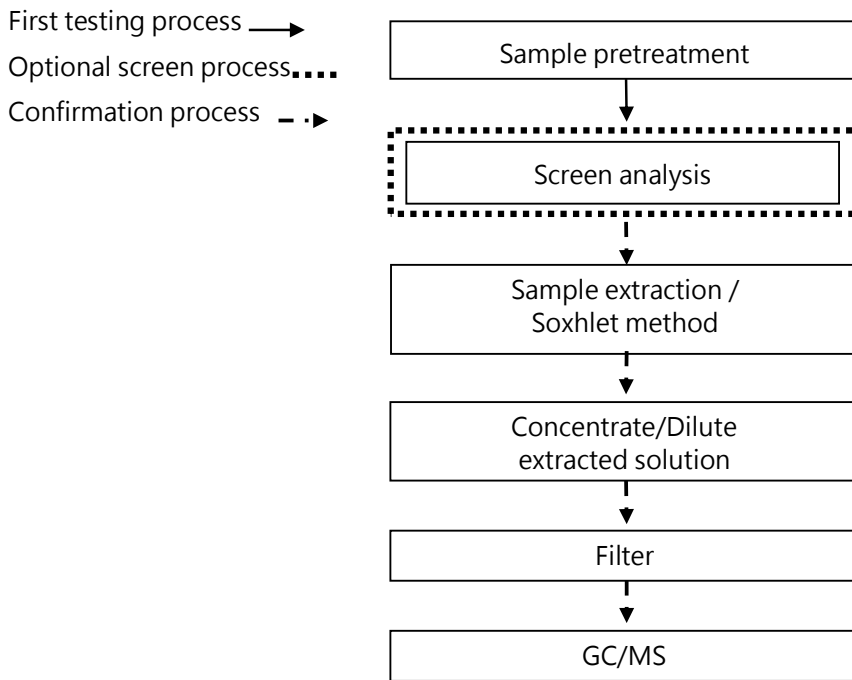 First testing process
Optional screen process
Confirmation process
Sample pretreatment
Screen analysis
Sample extraction /
Soxhlet method
Concentrate/Dilute
extracted solution
Filter
GC/MS